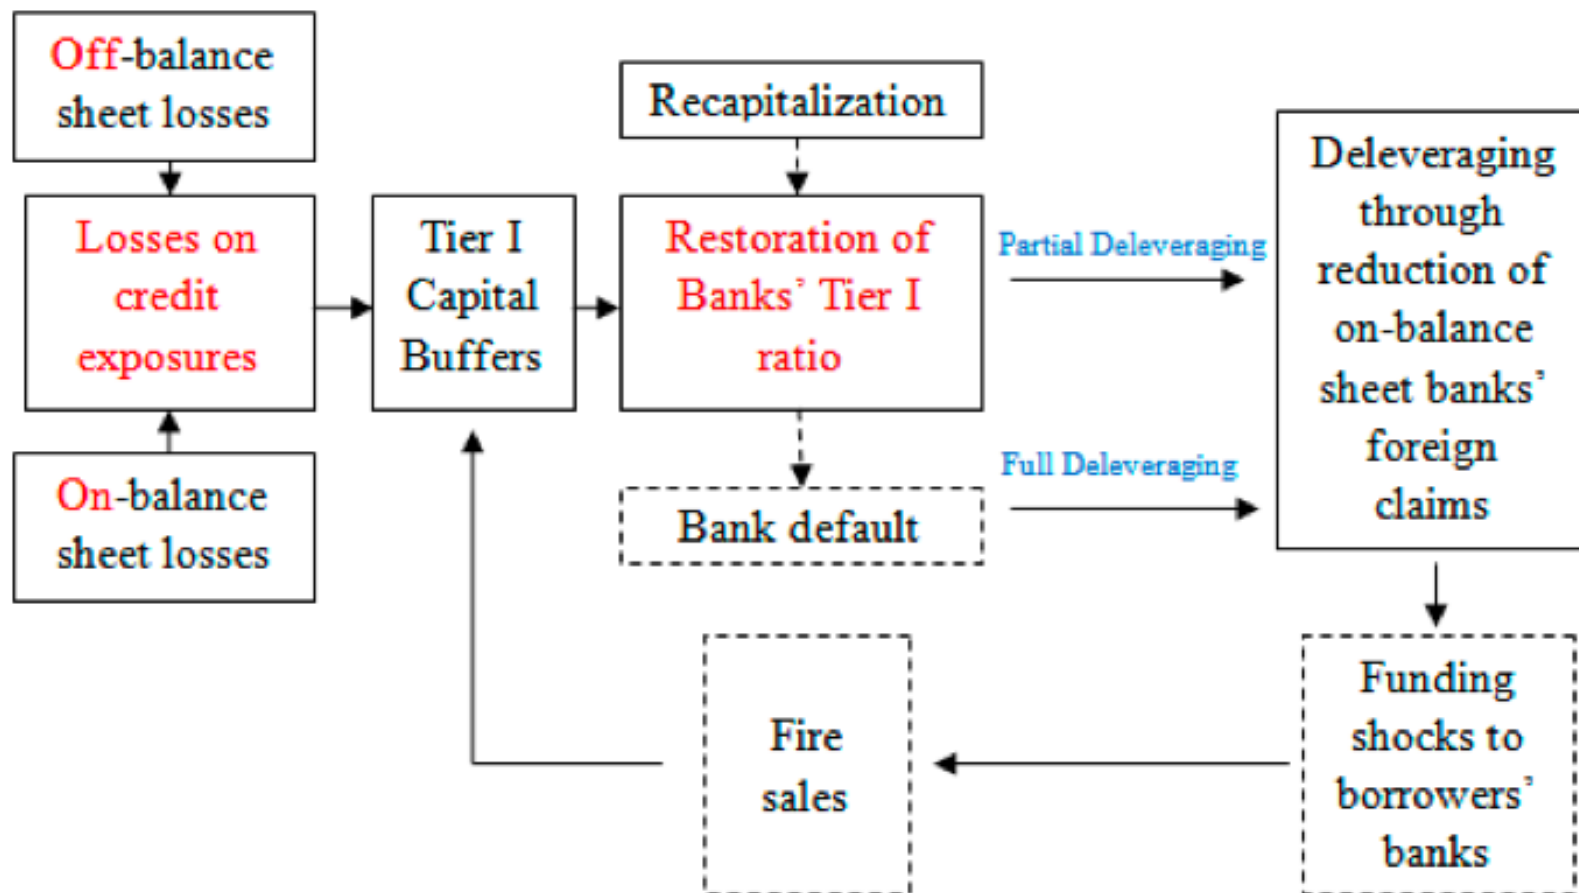 Off-balance
sheet losses
Recapitalization
Losses on
credit
exposures
Tier I
Capital
Buffers
Restoration of
Banks’ Tier I
ratio
Partial Deleveraging
Deleveraging
through
reduction of
on-balance
sheet banks’
foreign
claims
On-balance
sheet losses
Bank default
Full Deleveraging
Fire
sales
Funding
shocks to
borrowers’
banks